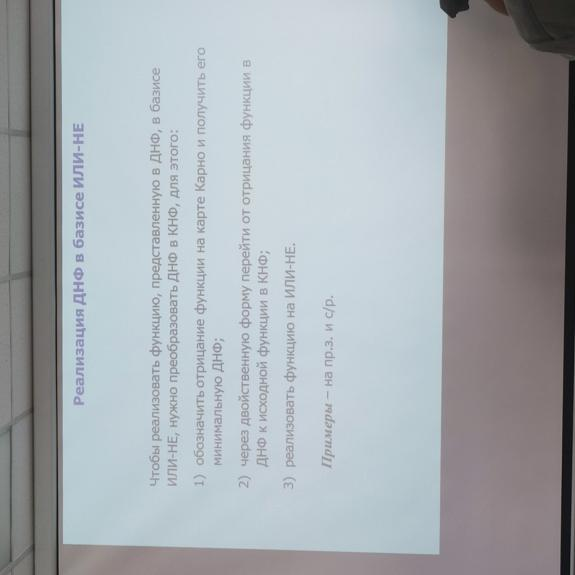 Реализация ДНФ в базисе ИЛИ-НЕ
Чтобы реализовать функцию, представленную в ДНФ, в базисе
ИЛИ-НЕ, нужно преобразовать ДНФ в КНФ, для этого:
1) обозначить отрицание функции на карте Карно и получить его
минимальную ДНФ;
2) через двойственную форму перейти от отрицания функции в
ДНФ к исходной функции в КНФ;
3) реализовать функцию на ИЛИ-НЕ.
Примеры – на пр.з. и с/р.